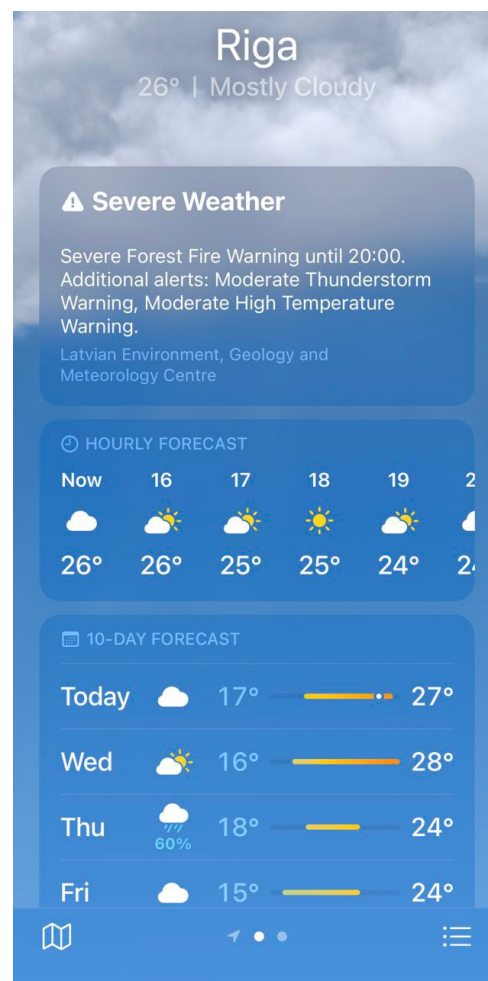 Riga
26° | Mostly Cloudy
Severe Weather
Severe Forest Fire Warning until 20:00.
Additional alerts: Moderate Thunderstorm
Warning, Moderate High Temperature
Warning.
Latvian Environment, Geology and
Meteorology Centre
HOURLY FORECAST
Now 16 17 18 19
26° 26° 25° 25° 24°
10-DAY FORECAST
Today 17° 27°
Wed 16° 28°
Thu 60% 18° 24°
Fri 15° 24°